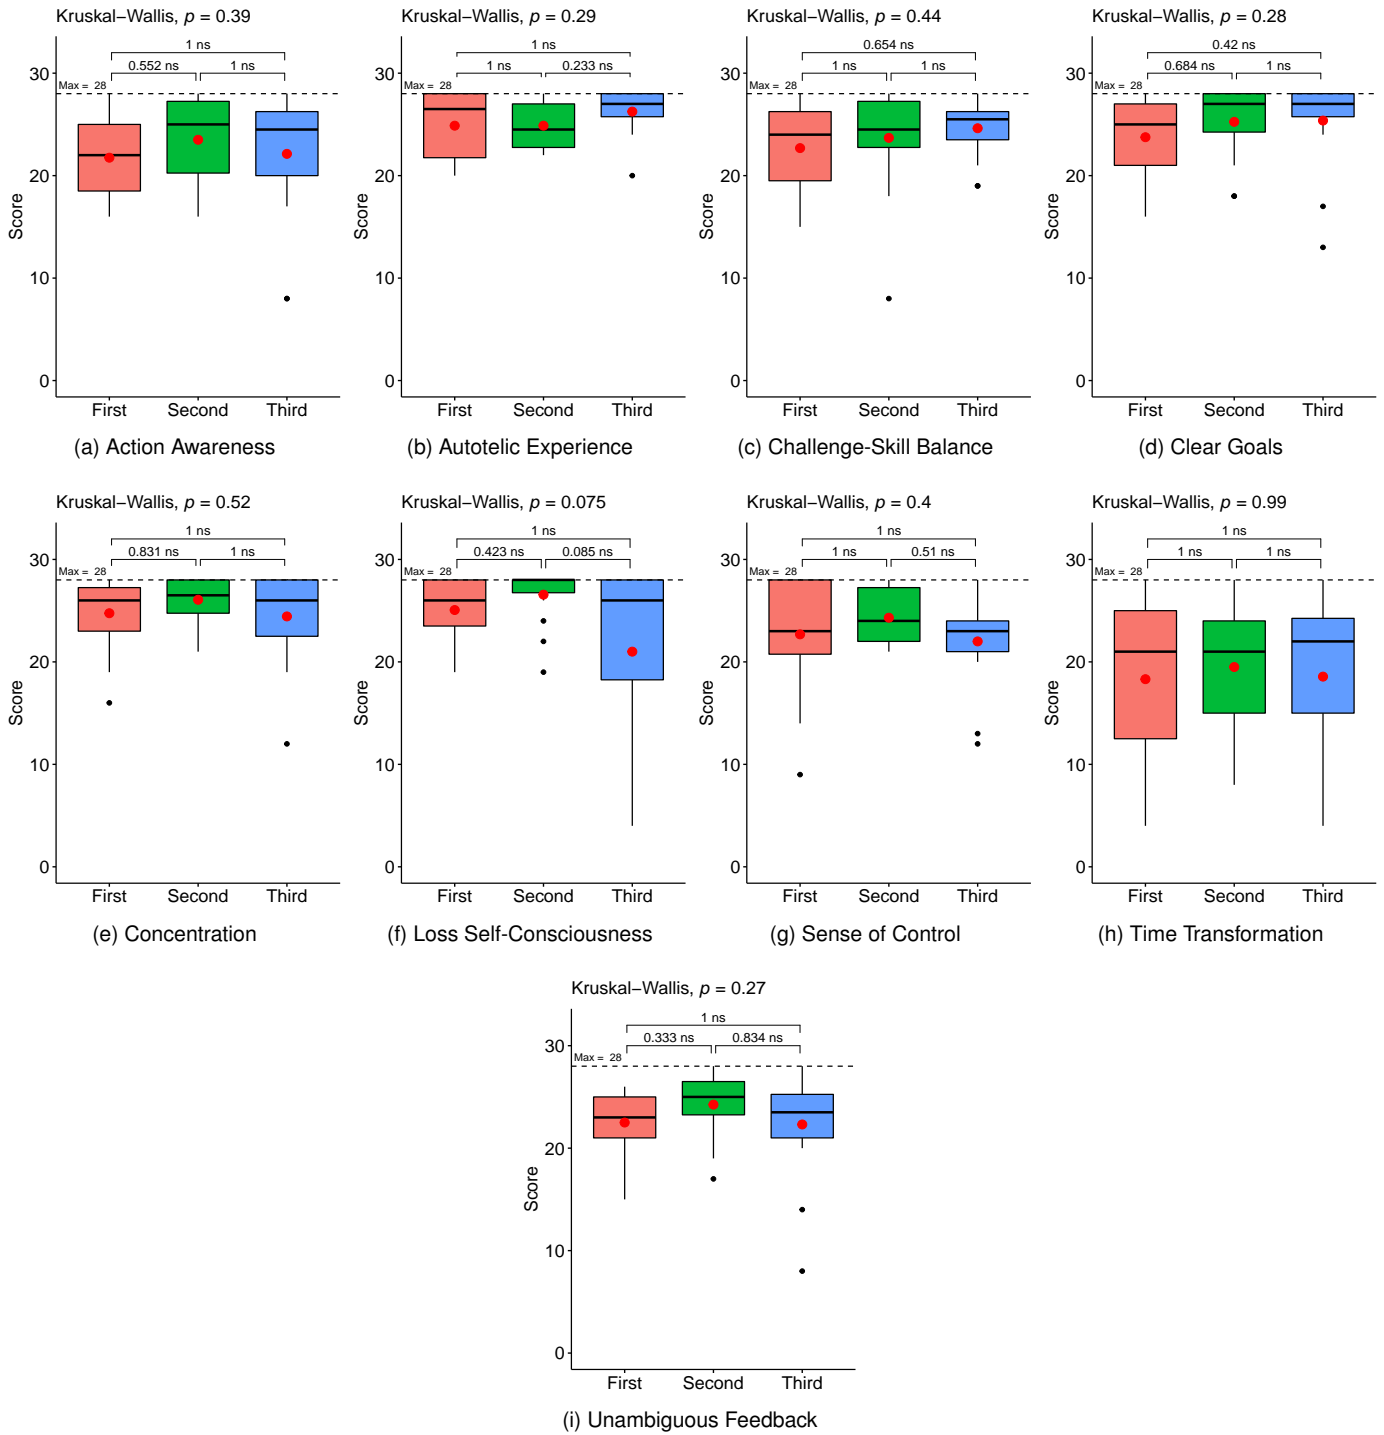 Kruskal−Wallis, p = 0.39
1 ns
0.552 ns 1 ns
Max = 28
30
20
10
0
Score
First Second Third
(a) Action Awareness
Kruskal−Wallis, p = 0.29
1 ns
1 ns 0.233 ns
Max = 28
30
20
10
0
Score
First Second Third
(b) Autotelic Experience
Kruskal−Wallis, p = 0.44
0.654 ns
1 ns 1 ns
Max = 28
30
20
10
0
Score
First Second Third
(c) Challenge-Skill Balance
Kruskal−Wallis, p = 0.28
0.42 ns
0.684 ns 1 ns
Max = 28
30
20
10
0
Score
First Second Third
(d) Clear Goals
Kruskal−Wallis, p = 0.52
1 ns
0.831 ns 1 ns
Max = 28
30
20
10
0
Score
First Second Third
(e) Concentration
Kruskal−Wallis, p = 0.075
1 ns
0.423 ns 0.085 ns
Max = 28
30
20
10
0
Score
First Second Third
(f) Loss Self-Consciousness
Kruskal−Wallis, p = 0.4
1 ns
1 ns 0.51 ns
Max = 28
30
20
10
0
Score
First Second Third
(g) Sense of Control
Kruskal−Wallis, p = 0.99
1 ns
1 ns 1 ns
Max = 28
30
20
10
0
Score
First Second Third
(h) Time Transformation
Kruskal−Wallis, p = 0.27
1 ns
0.333 ns 0.834 ns
Max = 28
30
20
10
0
Score
First Second Third
(i) Unambiguous Feedback